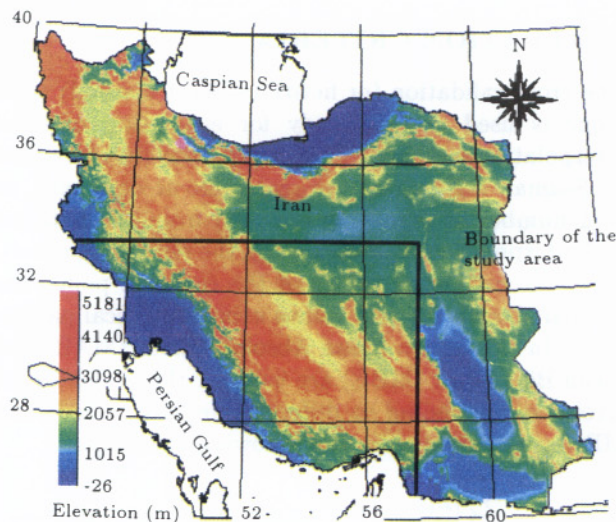 40
N
Caspian Sea
36
Iran
Boundary of the
study area
32
5181
4140
3098
2057
1015
-26
28
Persian Gulf
Elevation (m)
52
56
60